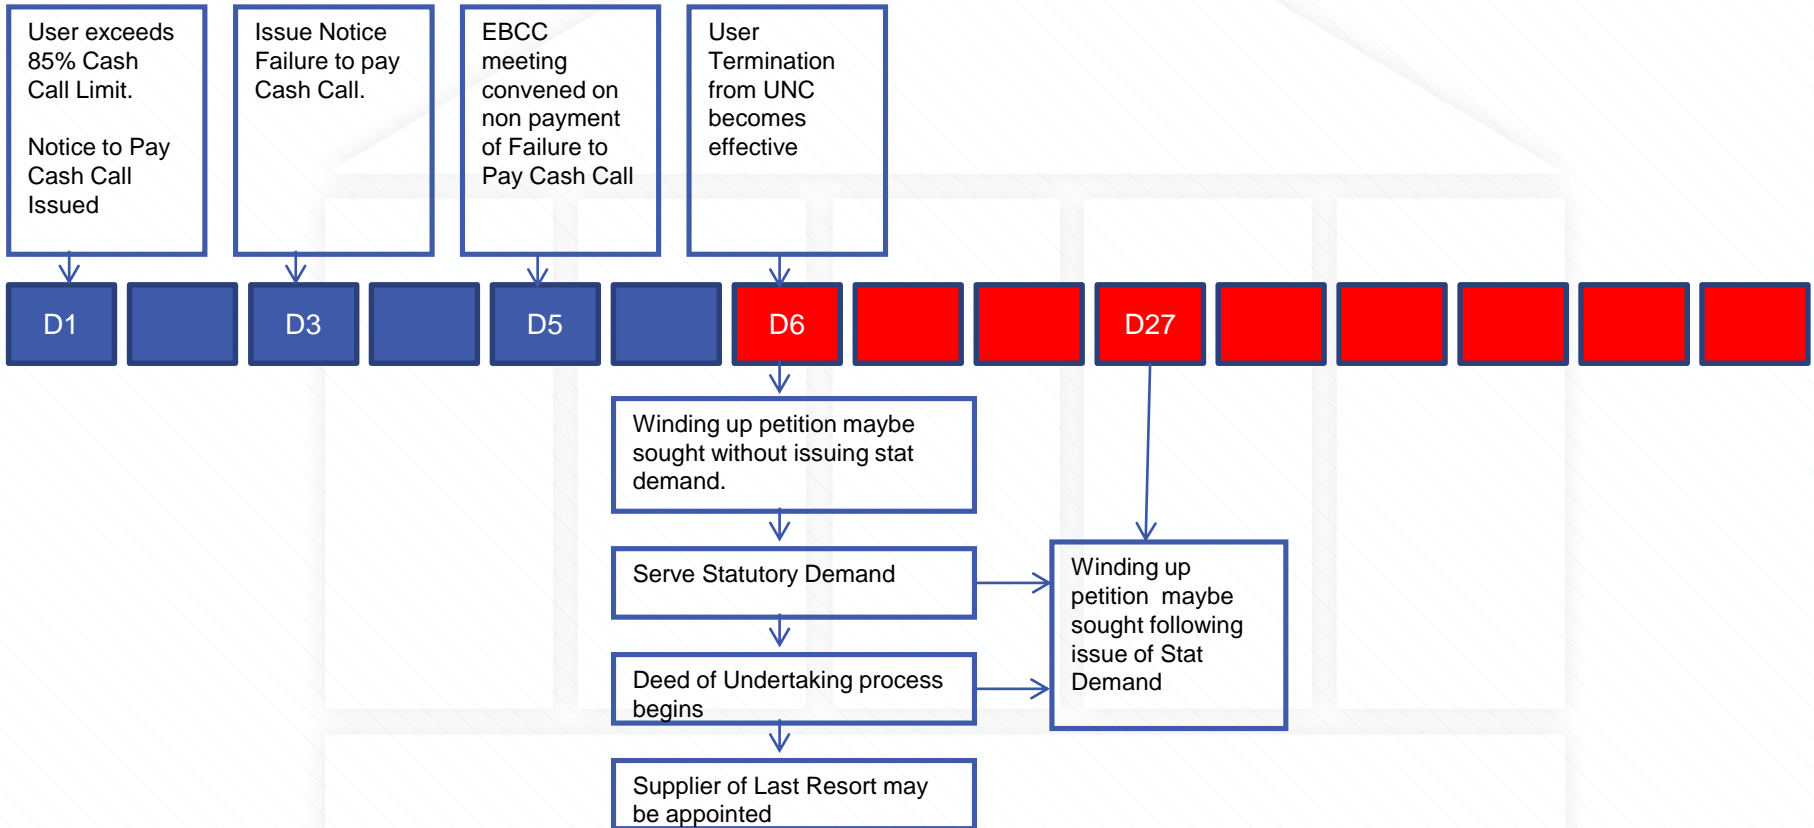 User exceeds
85% Cash
Call Limit.
Notice to Pay
Cash Call
Issued
Issue Notice
Failure to pay
Cash Call.
EBCC
meeting
convened on
non payment
of Failure to
Pay Cash Call
User
Termination
from UNC
becomes
effective
D1
D3
D5
D6
D27
Winding up petition maybe
sought without issuing stat
demand.
Serve Statutory Demand
Deed of Undertaking process
begins
Supplier of Last Resort may
be appointed
Winding up
petition  maybe
sought following
issue of Stat
Demand